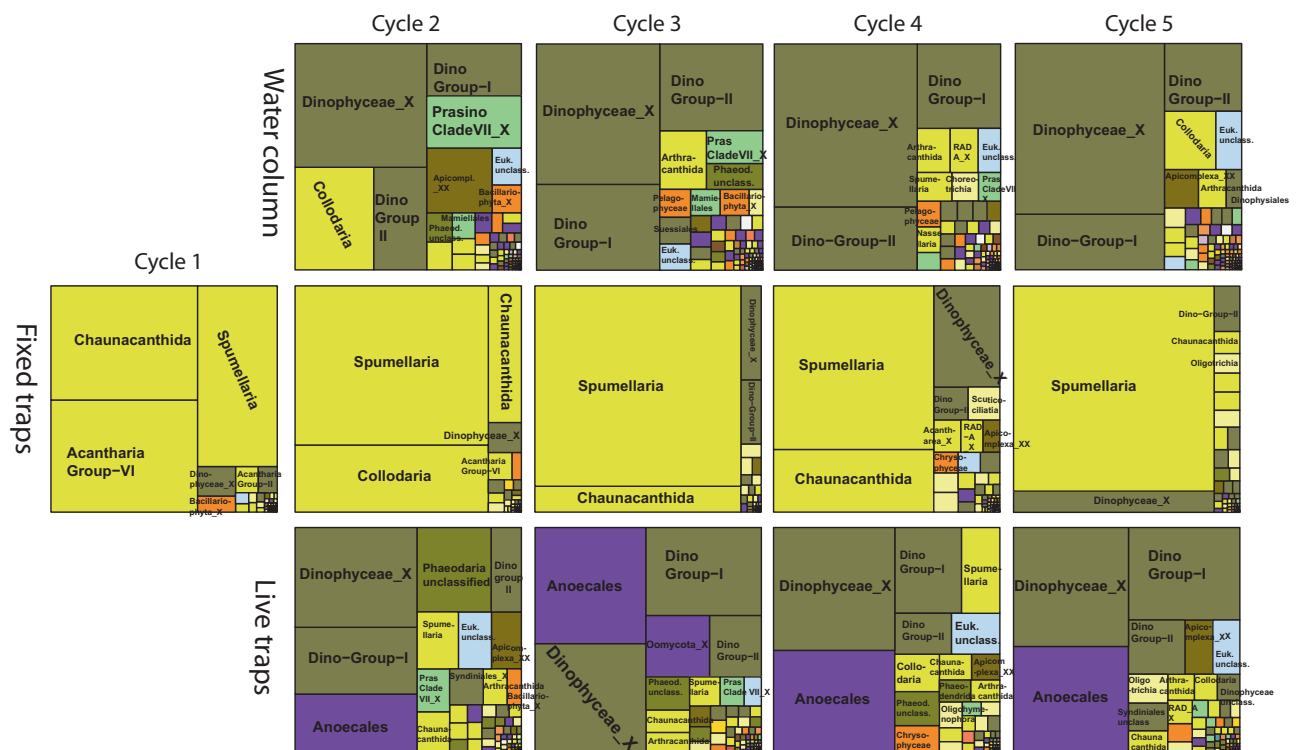 Cycle 2
Cycle 3
Cycle 4
Cycle 5
Water column
Dinophyceae_X
Dino
Group−I
Prasino
CladeVII_X
Collodaria
Dino
Group
II
Apicompl.
_XX
Euk.
unclass.
Bacillario-
phyta_X
Mamiellales
Phaeod.
unclass.
Dinophyceae_X
Dino
Group−II
Dino
Group−I
Arthra-
canthida
Pras
CladeVII_X
Phaeod.
unclass.
Pelago-
phyceae
Mamie-
llales
Bacillario-
phyta_X
Suessiales
Euk.
unclass.
Dinophyceae_X
Dino
Group−I
Dino−Group−II
Arthra-
canthida
RAD
A_X
Euk.
unclass.
Spume-
llaria
Choreo-
trichia
Pras
CladeVII
X
Pelago-
phyceae
Nasse
llaria
Dinophyceae_X
Dino
Group−II
Dino−Group−I
Collodaria
Euk.
unclass.
Apicomplexa_XX
Arthracanthida
Dinophysiales
Cycle 1
Fixed traps
Chaunacanthida
Spumellaria
Acantharia
Group−VI
Dino-
phyceae_X
Acantharia
Group−II
Bacillario-
phyta_X
Spumellaria
Chaunacanthida
Dinophyceae_X
Collodaria
Acantharia
Group−VI
Spumellaria
Dinophyceae_X
Dino−Group−II
Chaunacanthida
Spumellaria
Dinophyceae_X
Dino
Group−II
Scutico-
ciliatia
Acanth-
area_X
RAD-
A_X
Apico-
mplexa_XX
Chryso-
phyceae
Chaunacanthida
Spumellaria
Dino−Group−II
Chaunacanthida
Oligotrichia
Dinophyceae_X
Live traps
Dinophyceae_X
Phaeodaria
unclassified
Dino
group
II
Dino−Group−I
Spume-
llaria
Euk.
unclass.
Apicom-
plexa_XX
Pras
Clade
VII_X
Syndiniales_X
Arthracanthida
Bacillario-
phyta_X
Anoecales
Chauna-
canthida
Anoecales
Dino
Group−I
Oomycota_X
Dino
Group−II
Dinophyceae_X
Phaeod.
unclass.
Spume-
llaria
Pras
Clade VII_X
Chaunacanthida
Arthracanthida
Dinophyceae_X
Dino
Group−I
Spume-
llaria
Dino
Group−II
Euk.
unclass.
Anoecales
Collo-
daria
Chauna-
canthida
Apicom
-plexa_XX
Phaeo-
dendrida
Arthra-
canthida
Phaeod.
unclass.
Oligohyme-
nophora
Chryso-
phyceae
Dinophyceae_X
Dino
Group−I
Dino
Group−II
Apico-
mplexa_XX
Euk.
unclass.
Anoecales
Oligo
-trichia
Arthra-
canthida
Collodaria
Dinophyceae
unclass.
Syndiniales
unclass
RAD_A
X
Chauna
canthida